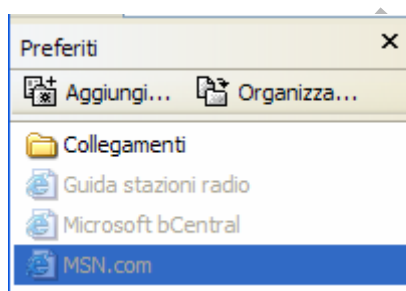 Preferiti
Aggiungi... Organizza...
Collegamenti
Guida stazioni radio
Microsoft bCentral
MSN.com